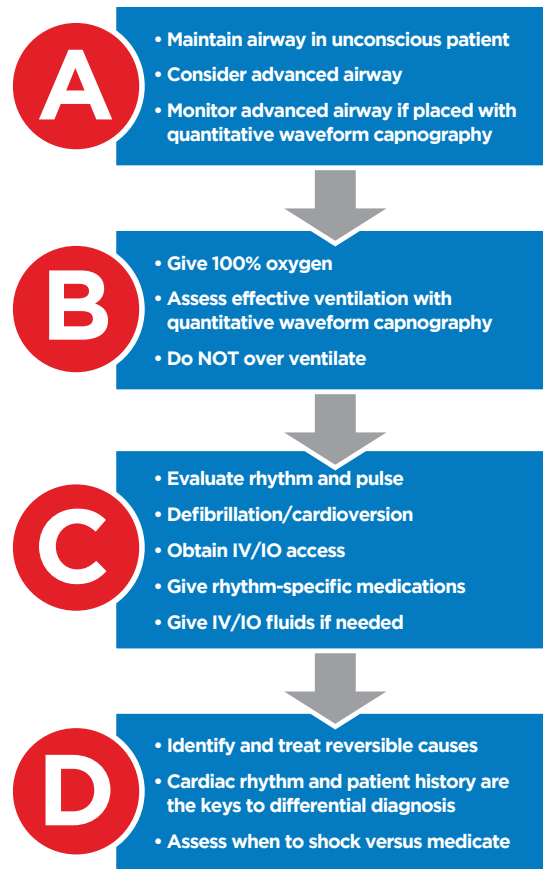 A
• Maintain airway in unconscious patient
• Consider advanced airway
• Monitor advanced airway if placed with
quantitative waveform capnography
B
• Give 100% oxygen
• Assess effective ventilation with
quantitative waveform capnography
• Do NOT over ventilate
C
• Evaluate rhythm and pulse
• Defibrillation/cardioversion
• Obtain IV/IO access
• Give rhythm-specific medications
• Give IV/IO fluids if needed
D
• Identify and treat reversible causes
• Cardiac rhythm and patient history are
the keys to differential diagnosis
• Assess when to shock versus medicate